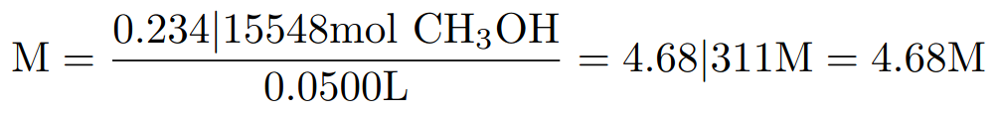 M = 0.234|15548mol CH₃OH / 0.0500L = 4.68|311M = 4.68M